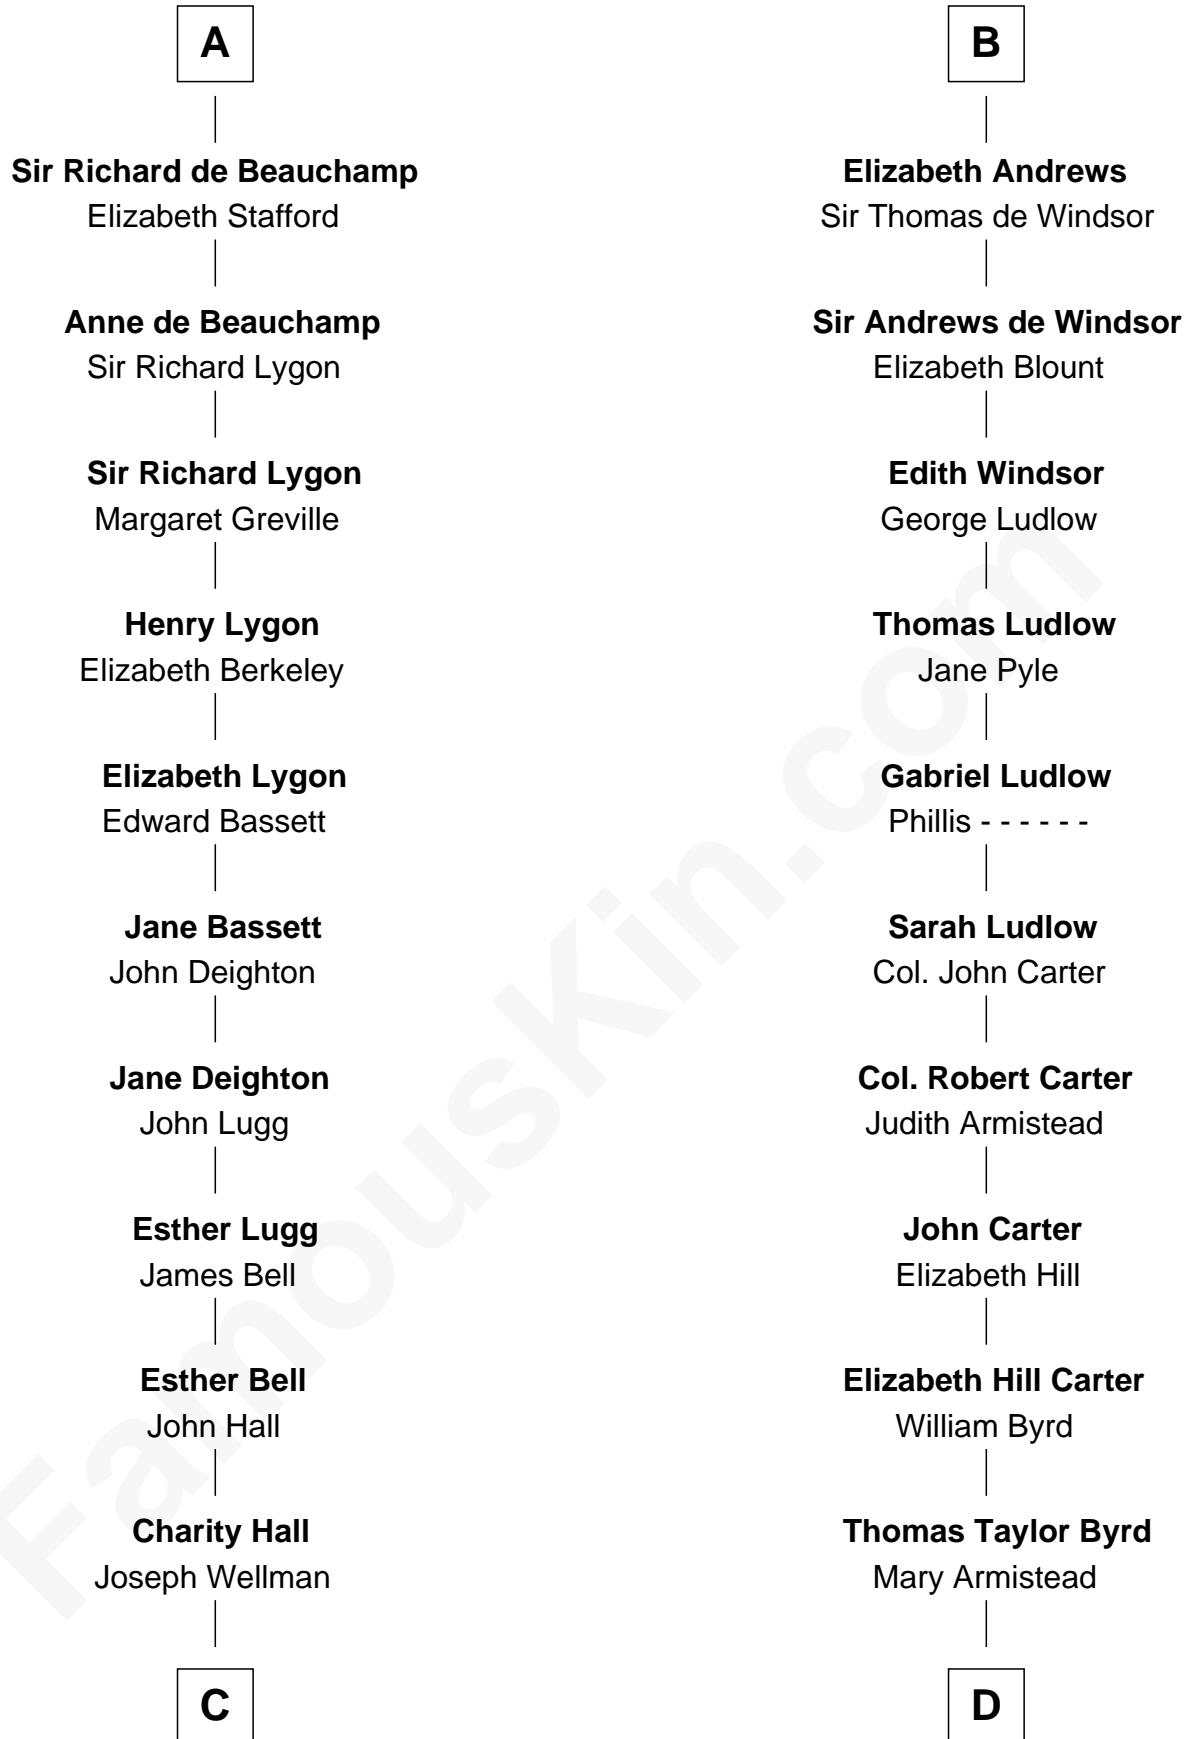 A
Sir Richard de Beauchamp
Elizabeth Stafford
Anne de Beauchamp
Sir Richard Lygon
Sir Richard Lygon
Margaret Greville
Henry Lygon
Elizabeth Berkeley
Elizabeth Lygon
Edward Bassett
Jane Bassett
John Deighton
Jane Deighton
John Lugg
Esther Lugg
James Bell
Esther Bell
John Hall
Charity Hall
Joseph Wellman
C
B
Elizabeth Andrews
Sir Thomas de Windsor
Sir Andrews de Windsor
Elizabeth Blount
Edith Windsor
George Ludlow
Thomas Ludlow
Jane Pyle
Gabriel Ludlow
Phillis - - - - - -
Sarah Ludlow
Col. John Carter
Col. Robert Carter
Judith Armistead
John Carter
Elizabeth Hill
Elizabeth Hill Carter
William Byrd
Thomas Taylor Byrd
Mary Armistead
D
FamousKin.com